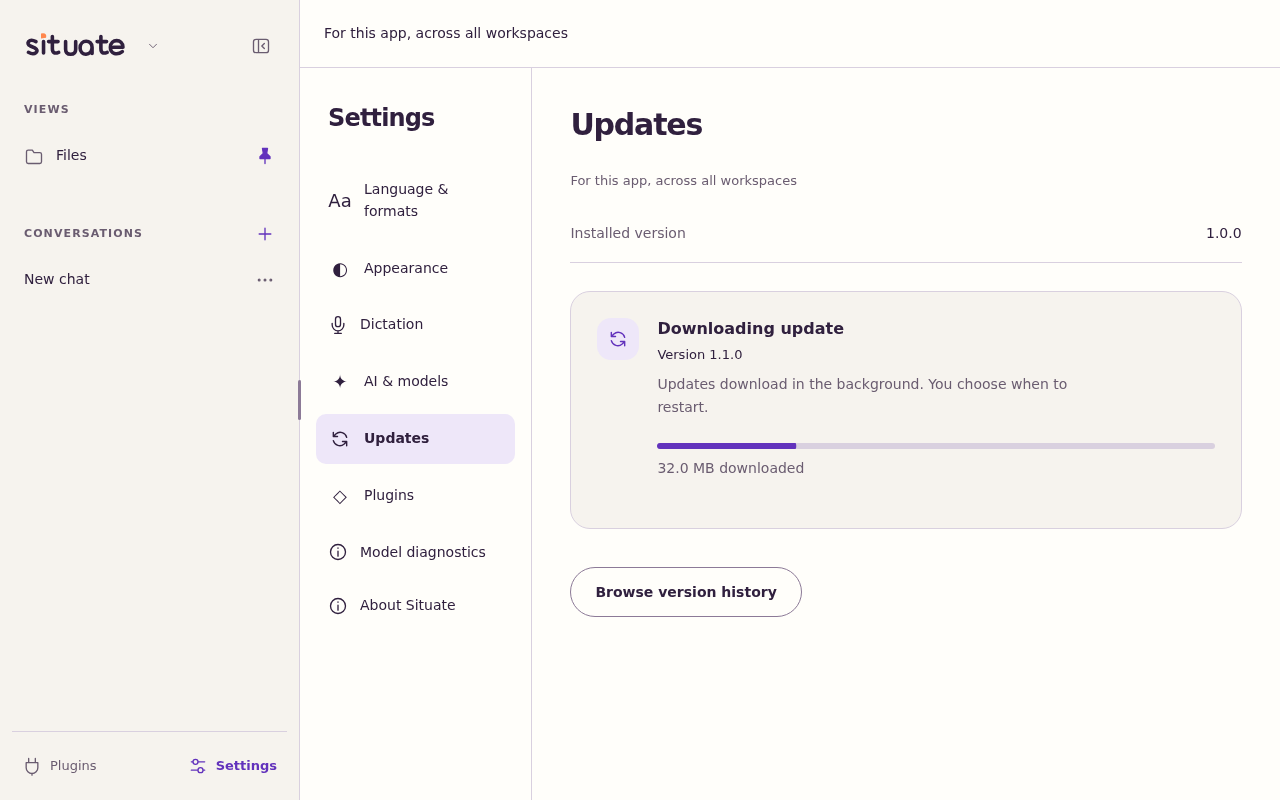 situate
VIEWS
Files
CONVERSATIONS
New chat
Plugins
Settings
For this app, across all workspaces
Settings
Aa
Language &
formats
Appearance
Dictation
AI & models
Updates
Plugins
Model diagnostics
About Situate
Updates
For this app, across all workspaces
Installed version
1.0.0
Downloading update
Version 1.1.0
Updates download in the background. You choose when to
restart.
32.0 MB downloaded
Browse version history